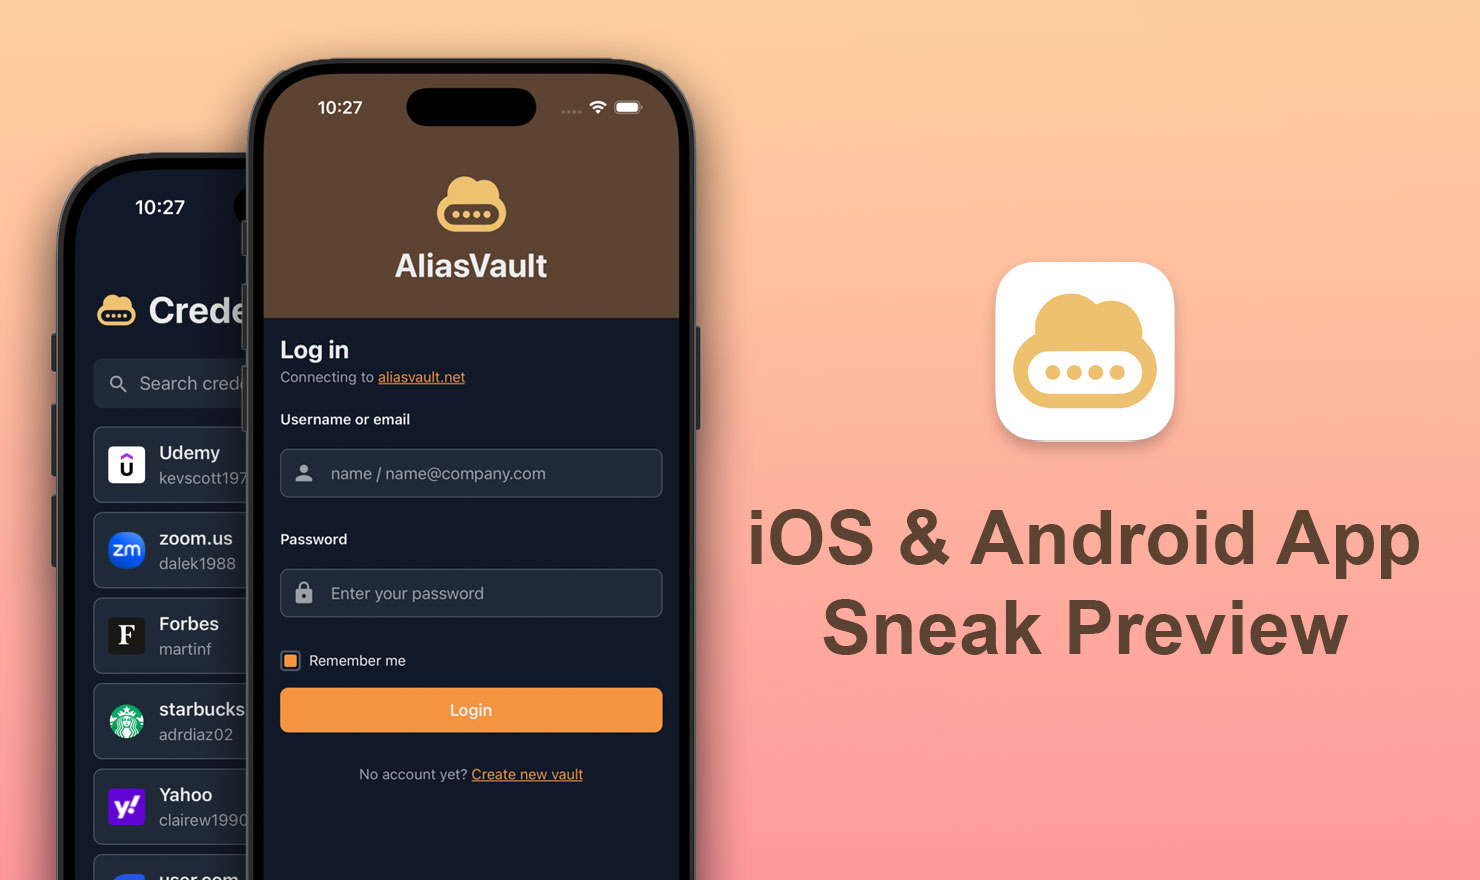 10:27
Crede
Search crede
Udemy
kevscott197
zm
zoom.us
dalek1988
F
Forbes
martinf
starbucks
adrdiaz02
y!
Yahoo
clairew1990
10:27
AliasVault
Log in
Connecting to aliasvault.net
Username or email
name / name@company.com
Password
Enter your password
Remember me
Login
No account yet? Create new vault
iOS & Android App
Sneak Preview